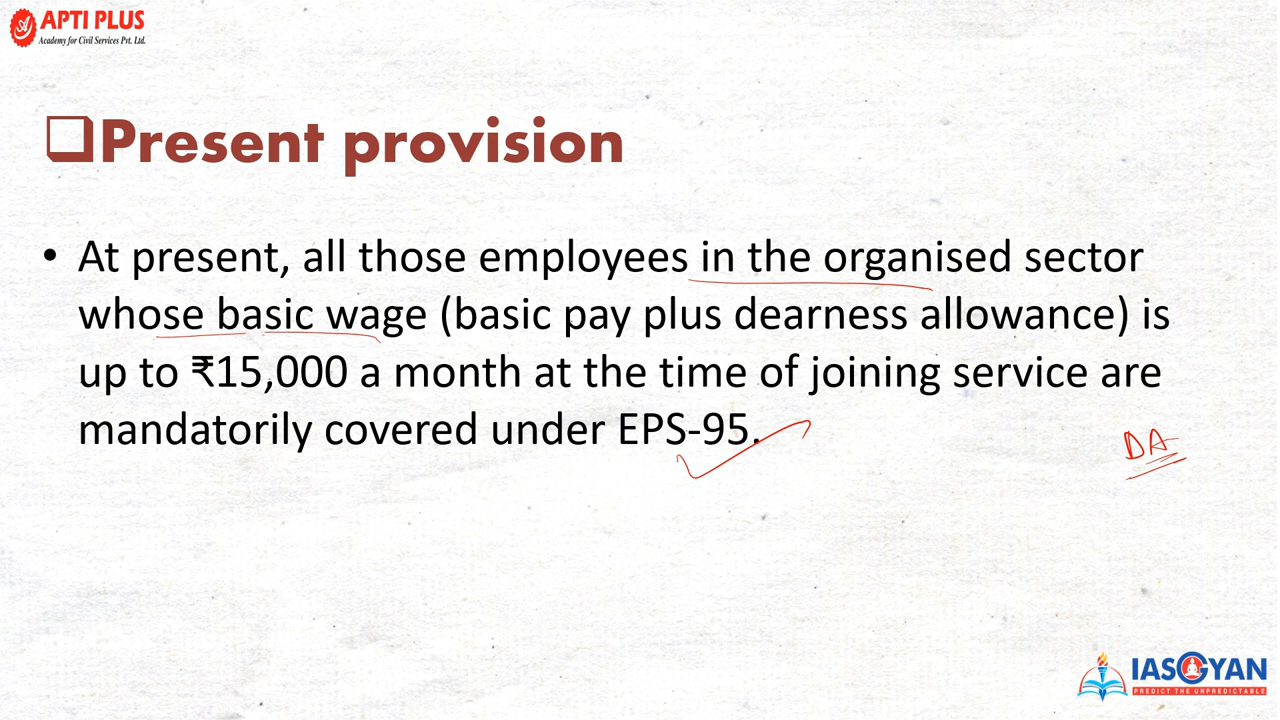 APTI PLUS
Academy for Civil Services Pvt. Ltd.
Present provision
• At present, all those employees in the organised sector
whose basic wage (basic pay plus dearness allowance) is
up to ₹15,000 a month at the time of joining service are
mandatorily covered under EPS-95.
DA
IASGYAN
PREDICT THE UNPREDICTABLE